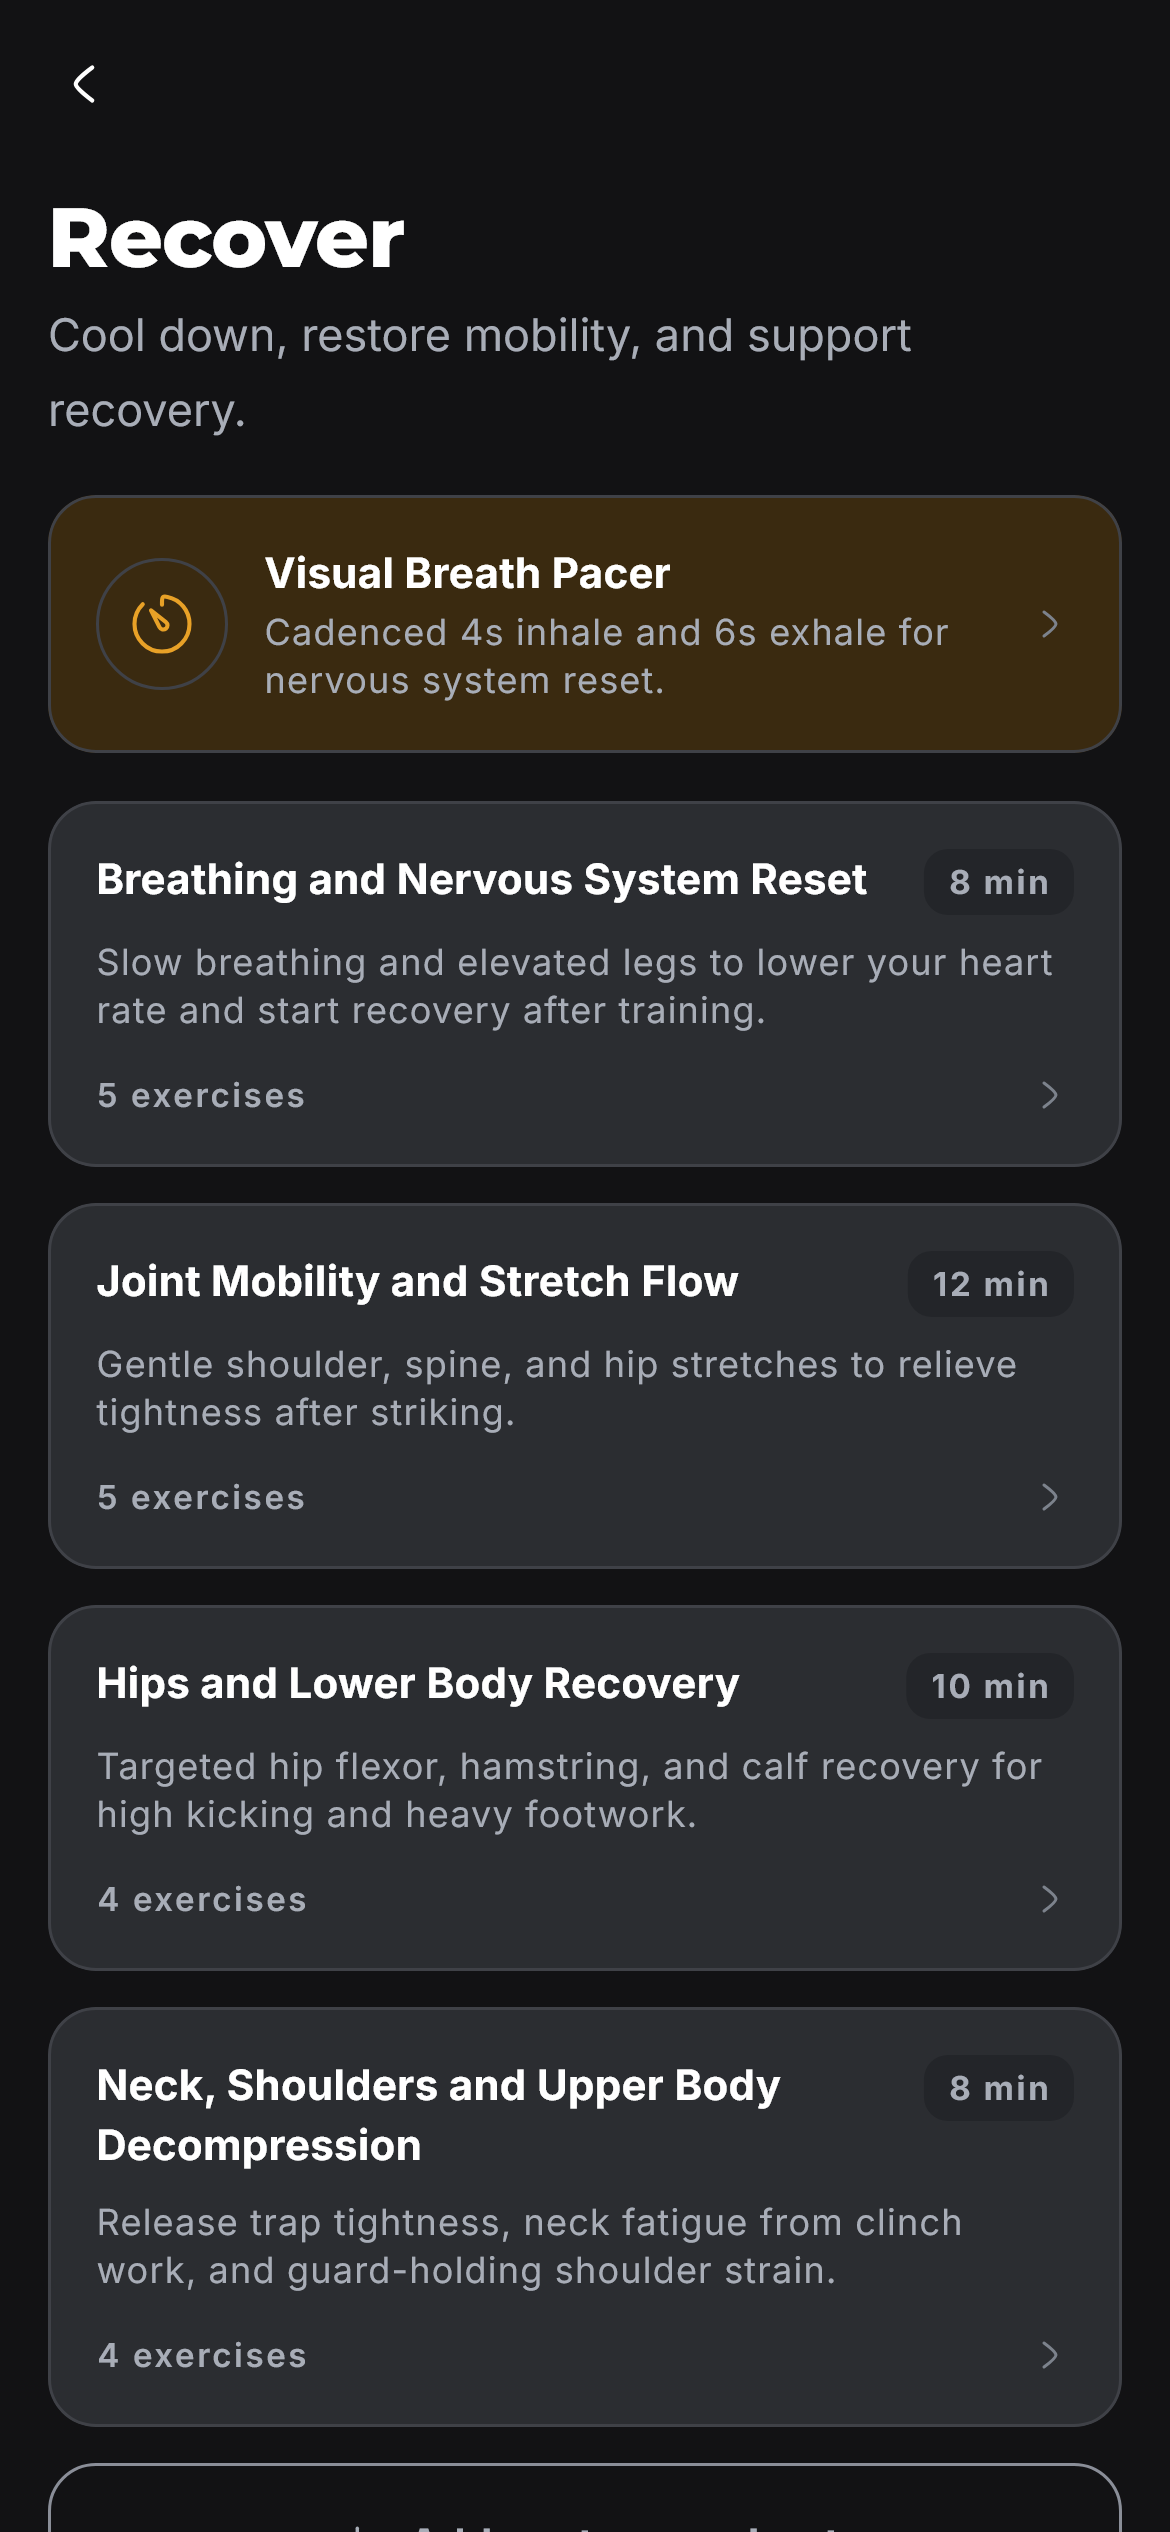 Recover
Cool down, restore mobility, and support
recovery.
Visual Breath Pacer
Cadenced 4s inhale and 6s exhale for
nervous system reset.
Breathing and Nervous System Reset
8 min
Slow breathing and elevated legs to lower your heart
rate and start recovery after training.
5 exercises
Joint Mobility and Stretch Flow
12 min
Gentle shoulder, spine, and hip stretches to relieve
tightness after striking.
5 exercises
Hips and Lower Body Recovery
10 min
Targeted hip flexor, hamstring, and calf recovery for
high kicking and heavy footwork.
4 exercises
Neck, Shoulders and Upper Body
Decompression
8 min
Release trap tightness, neck fatigue from clinch
work, and guard-holding shoulder strain.
4 exercises